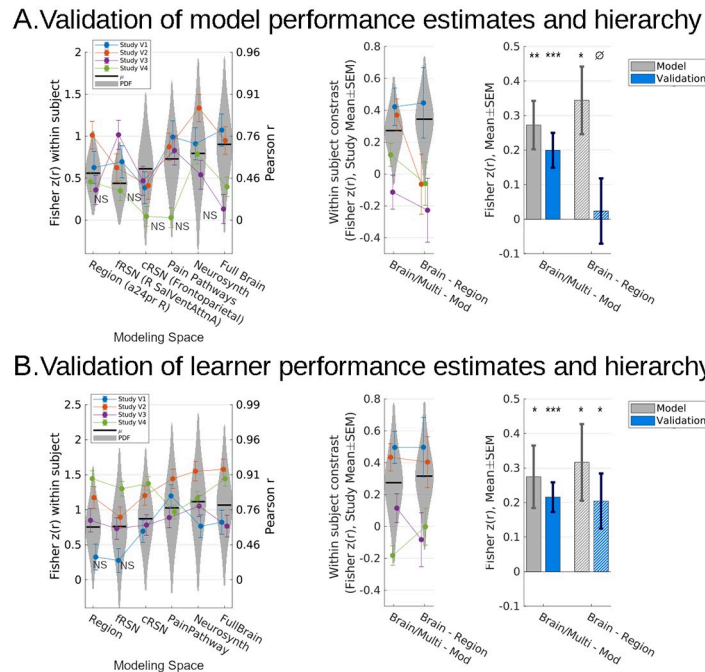 A.Validation of model performance estimates and hierarchy
Study V1
Study V2
Study V3
Study V4
μ
PDF
Fisher z(r) within subject
2
1.5
1
0.5
0
0.96
0.91
0.76
0.46
0
Pearson r
NS
NS
NS
NS
NS
Region (a24pr R)
fRSN (R SalVentAttnA)
cRSN (Frontoparietal)
Pain Pathways
Neurosynth
Full Brain
Modeling Space
Within subject constrast
(Fisher z(r), Study Mean±SEM)
0.8
0.6
0.4
0.2
0
-0.2
-0.4
Brain/Multi - Mod
Brain - Region
Fisher z(r), Mean±SEM
0.5
0.4
0.3
0.2
0.1
0
-0.1
** *** * ∅
Brain/Multi - Mod
Brain - Region
Model
Validation
B.Validation of learner performance estimates and hierarchy
Study V1
Study V2
Study V3
Study V4
μ
PDF
Fisher z(r) within subject
2.5
2
1.5
1
0.5
0
0.99
0.96
0.91
0.76
0.46
0
Pearson r
NS
NS
Region
fRSN
cRSN
PainPathway
Neurosynth
FullBrain
Modeling Space
Within subject constrast
(Fisher z(r), Study Mean±SEM)
0.8
0.6
0.4
0.2
0
-0.2
-0.4
Brain/Multi - Mod
Brain - Region
Fisher z(r), Mean±SEM
0.5
0.4
0.3
0.2
0.1
0
-0.1
* *** * *
Brain/Multi - Mod
Brain - Region
Model
Validation